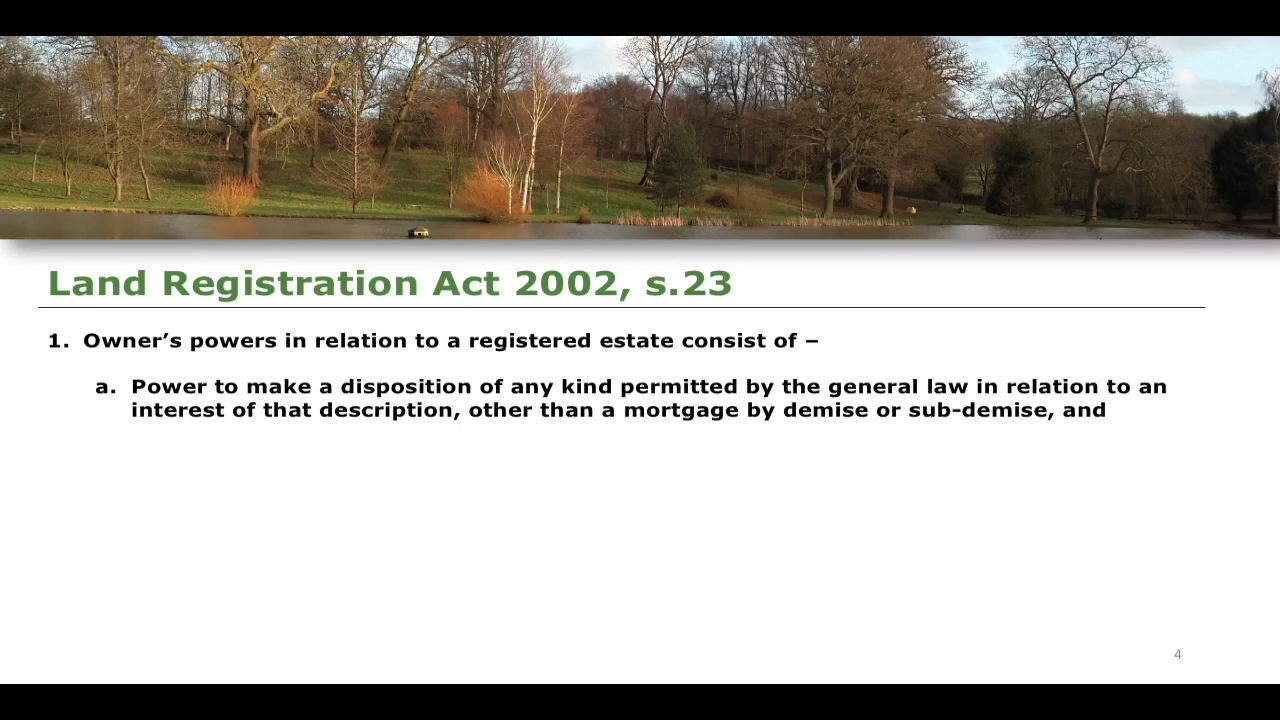 Land Registration Act 2002, s.23
1. Owner’s powers in relation to a registered estate consist of –
a. Power to make a disposition of any kind permitted by the general law in relation to an
interest of that description, other than a mortgage by demise or sub-demise, and
4